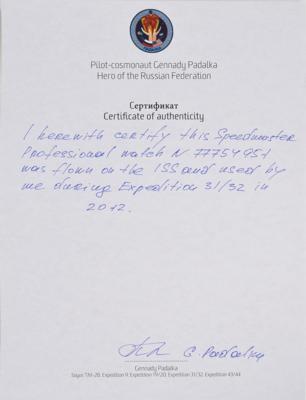 Pilot-cosmonaut Gennady Padalka
Hero of the Russian Federation
Сертификат
Certificate of authenticity
I herewith certify this Speedmaster
Professional watch N 77754951
was flown on the ISS and used by
me during Expedition 31/32 in
2012.
G. Padalka
Gennady Padalka
Soyuz TM-28, Expedition 9, Expedition 19/20, Expedition 31/32, Expedition 43/44